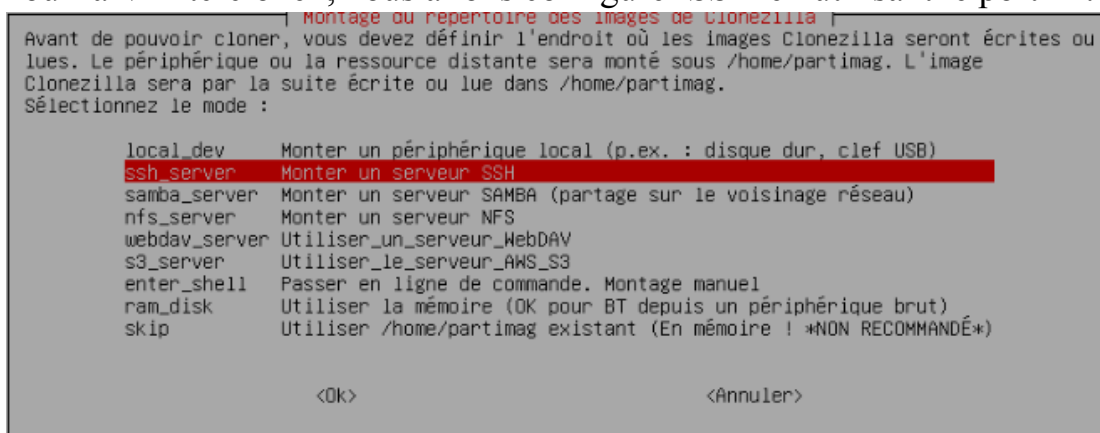 Montage du répertoire des images de Clonezilla
Avant de pouvoir cloner, vous devez définir l'endroit où les images Clonezilla seront écrites ou
lues. Le périphérique ou la ressource distante sera monté sous /home/partimag. L'image
Clonezilla sera par la suite écrite ou lue dans /home/partimag.
Sélectionnez le mode :
local_dev Monter un périphérique local (p.ex. : disque dur, clef USB)
ssh_server Monter un serveur SSH
samba_server Monter un serveur SAMBA (partage sur le voisinage réseau)
nfs_server Monter un serveur NFS
webdav_server Utiliser_un_serveur_WebDAV
s3_server Utiliser_le_serveur_AWS_S3
enter_shell Passer en ligne de commande. Montage manuel
ram_disk Utiliser la mémoire (OK pour BT depuis un périphérique brut)
skip Utiliser /home/partimag existant (En mémoire ! *NON RECOMMANDÉ*)
<Ok> <Annuler>